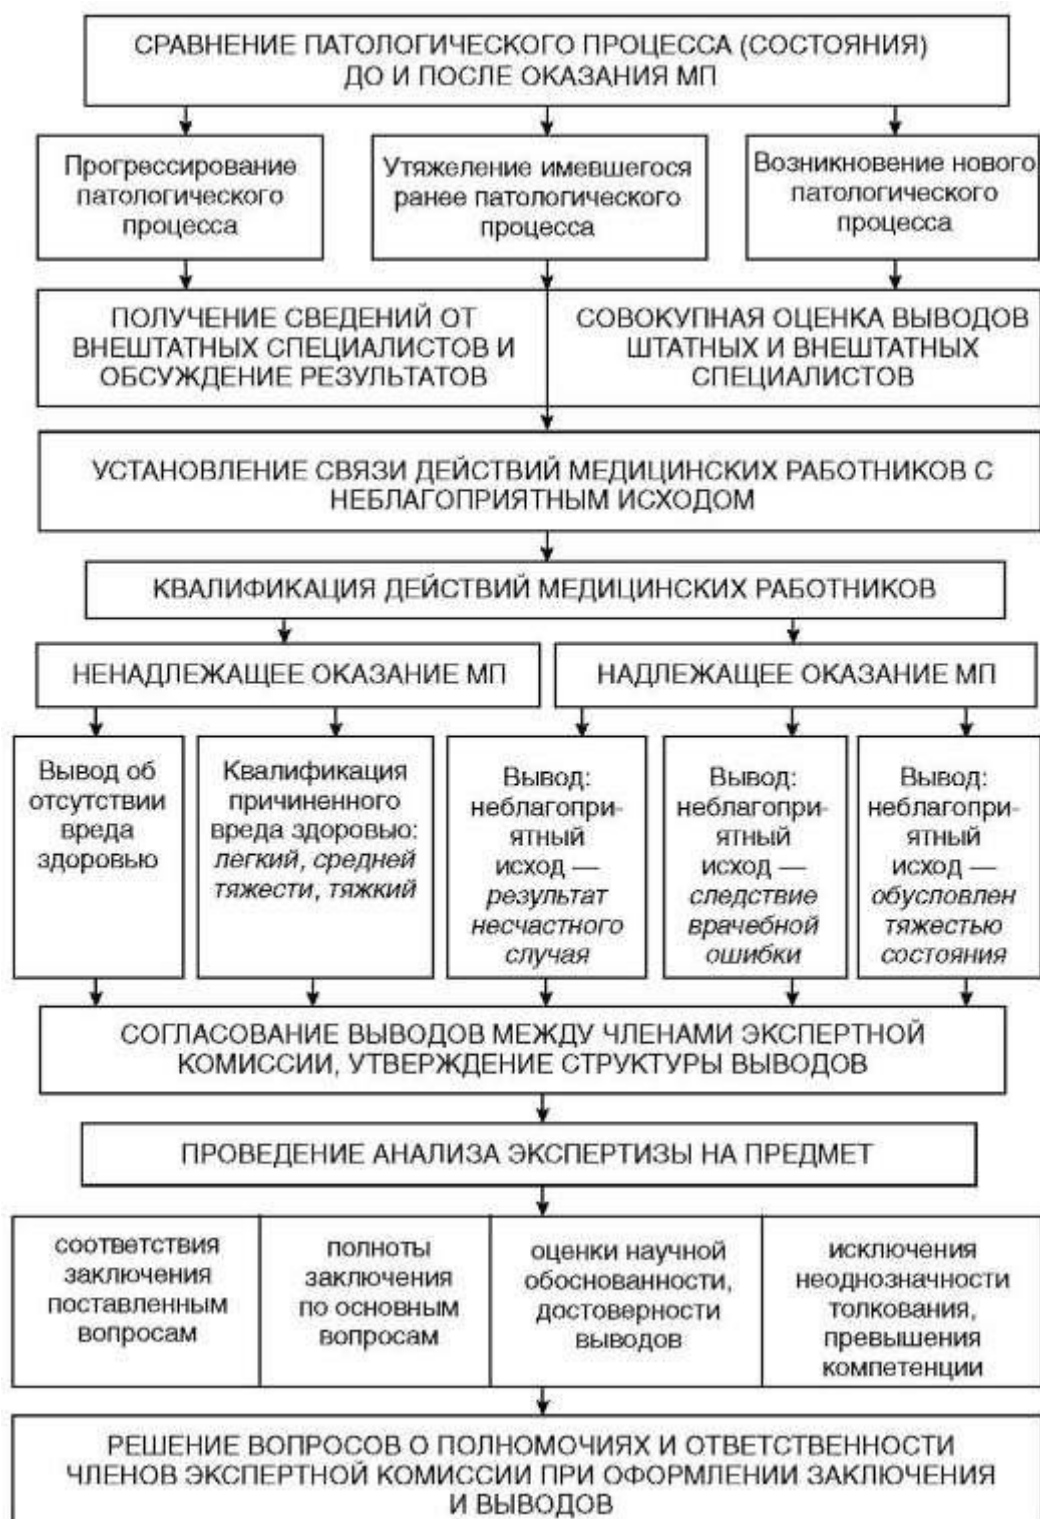 СРАВНЕНИЕ ПАТОЛОГИЧЕСКОГО ПРОЦЕССА (СОСТОЯНИЯ)
ДО И ПОСЛЕ ОКАЗАНИЯ МП
Прогрессирование
патологического
процесса
Утяжеление имевшегося
ранее патологического
процесса
Возникновение нового
патологического
процесса
ПОЛУЧЕНИЕ СВЕДЕНИЙ ОТ
ВНЕШТАТНЫХ СПЕЦИАЛИСТОВ И
ОБСУЖДЕНИЕ РЕЗУЛЬТАТОВ
СОВОКУПНАЯ ОЦЕНКА ВЫВОДОВ
ШТАТНЫХ И ВНЕШТАТНЫХ
СПЕЦИАЛИСТОВ
УСТАНОВЛЕНИЕ СВЯЗИ ДЕЙСТВИЙ МЕДИЦИНСКИХ РАБОТНИКОВ С
НЕБЛАГОПРИЯТНЫМ ИСХОДОМ
КВАЛИФИКАЦИЯ ДЕЙСТВИЙ МЕДИЦИНСКИХ РАБОТНИКОВ
НЕНАДЛЕЖАЩЕЕ ОКАЗАНИЕ МП
НАДЛЕЖАЩЕЕ ОКАЗАНИЕ МП
Вывод об
отсутствии
вреда
здоровью
Квалификация
причиненного
вреда здоровью:
легкий, средней
тяжести, тяжкий
Вывод:
неблагопри-
ятный
исход —
результат
несчастного
случая
Вывод:
неблагопри-
ятный
исход —
следствие
врачебной
ошибки
Вывод:
неблагопри-
ятный
исход —
обусловлен
тяжестью
состояния
СОГЛАСОВАНИЕ ВЫВОДОВ МЕЖДУ ЧЛЕНАМИ ЭКСПЕРТНОЙ
КОМИССИИ, УТВЕРЖДЕНИЕ СТРУКТУРЫ ВЫВОДОВ
ПРОВЕДЕНИЕ АНАЛИЗА ЭКСПЕРТИЗЫ НА ПРЕДМЕТ
соответствия
заключения
поставленным
вопросам
полноты
заключения
по основным
вопросам
оценки научной
обоснованности,
достоверности
выводов
исключения
неоднозначности
толкования,
превышения
компетенции
РЕШЕНИЕ ВОПРОСОВ О ПОЛНОМОЧИЯХ И ОТВЕТСТВЕННОСТИ
ЧЛЕНОВ ЭКСПЕРТНОЙ КОМИССИИ ПРИ ОФОРМЛЕНИИ ЗАКЛЮЧЕНИЯ
И ВЫВОДОВ